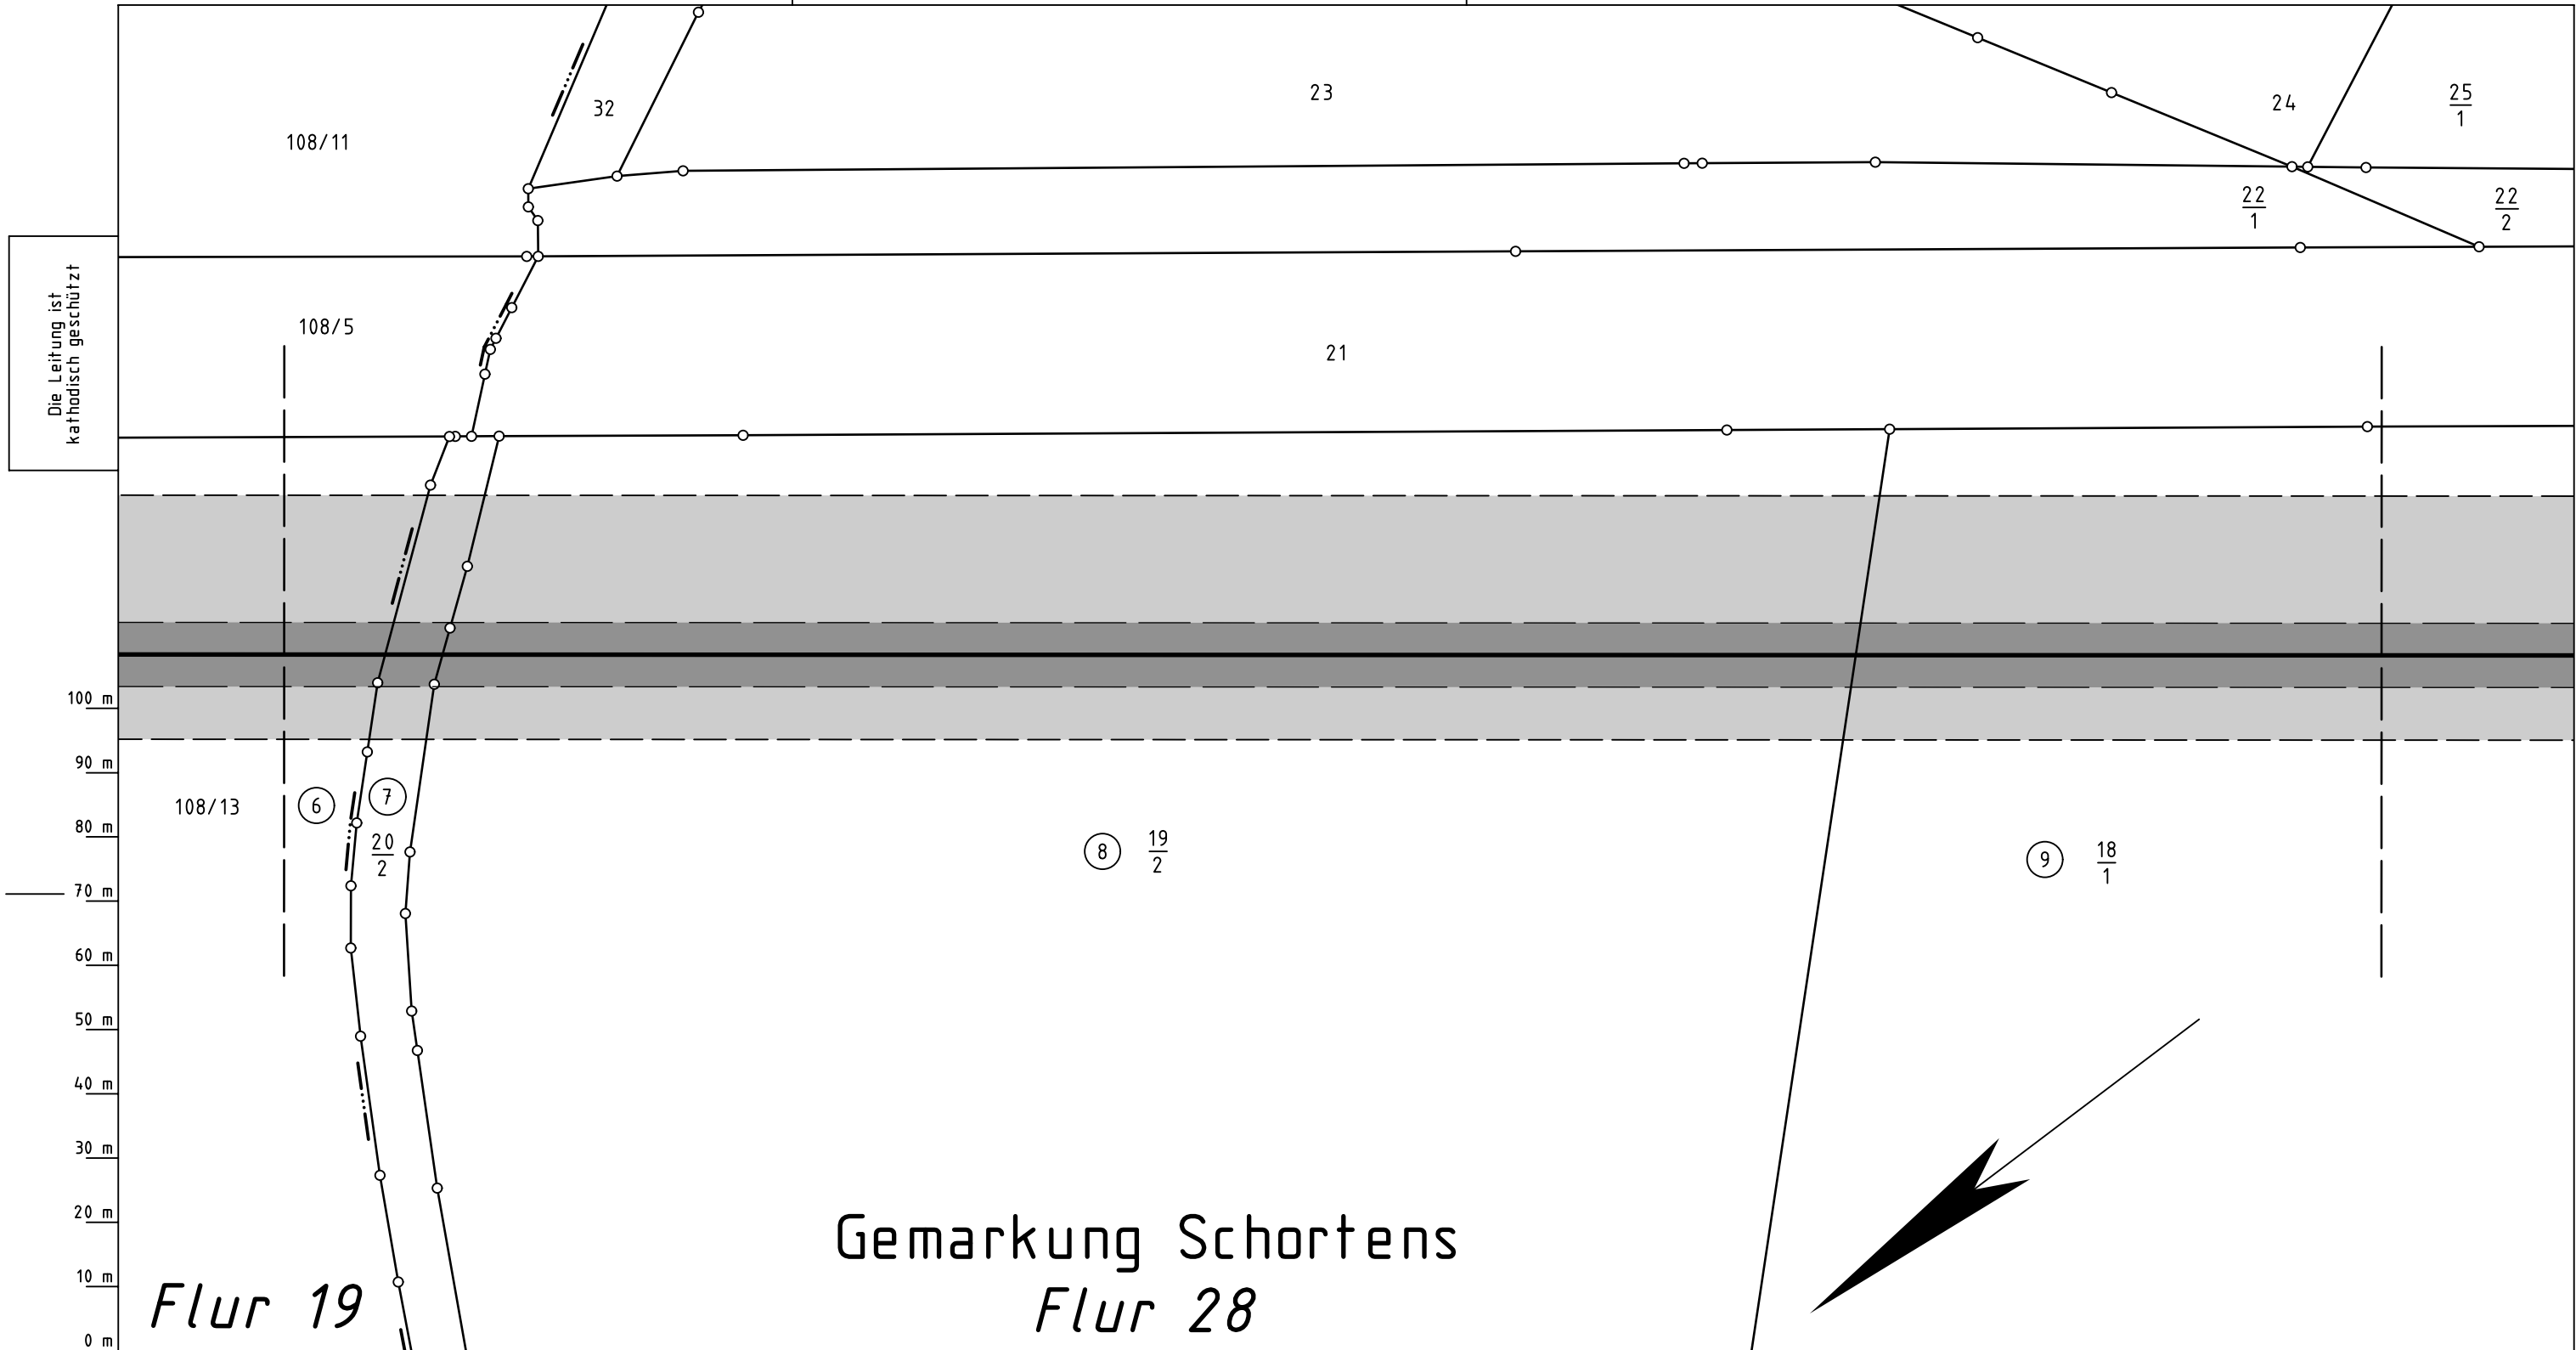 32
23
24
25
1
108/11
22
1
22
2
Die Leitung ist
kathodisch geschützt
108/5
21
100 m
90 m
80 m
70 m
60 m
50 m
40 m
30 m
20 m
10 m
0 m
108/13
6
7
20
2
8
19
2
9
18
1
Gemarkung Schortens
Flur 19
Flur 28